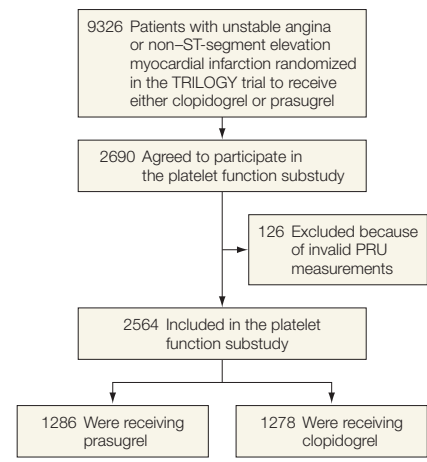 9326 Patients with unstable angina
or non–ST-segment elevation
myocardial infarction randomized
in the TRILOGY trial to receive
either clopidogrel or prasugrel
2690 Agreed to participate in
the platelet function substudy
126 Excluded because
of invalid PRU
measurements
2564 Included in the platelet
function substudy
1286 Were receiving
prasugrel
1278 Were receiving
clopidogrel